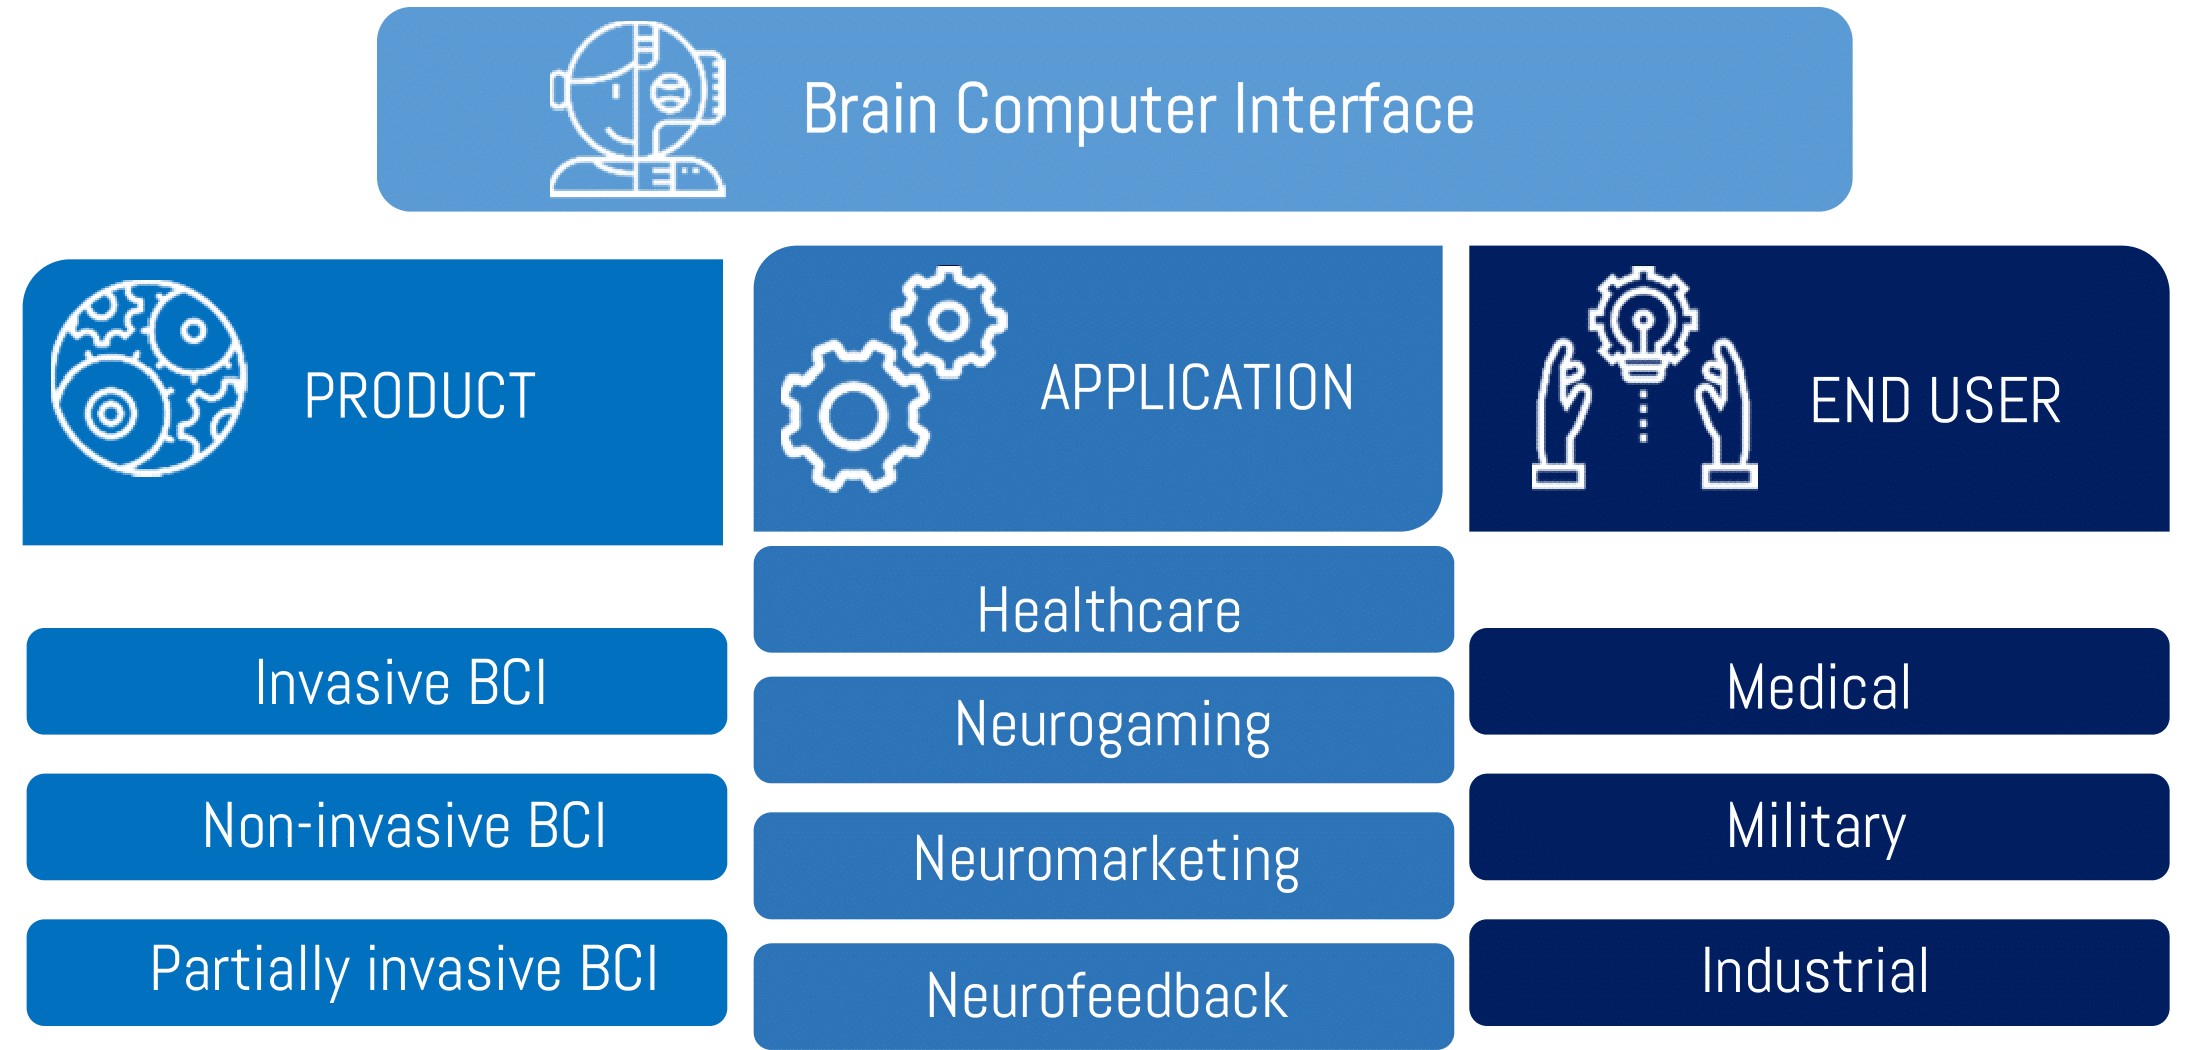 Brain Computer Interface
PRODUCT
Invasive BCI
Non-invasive BCI
Partially invasive BCI
APPLICATION
Healthcare
Neurogaming
Neuromarketing
Neurofeedback
END USER
Medical
Military
Industrial